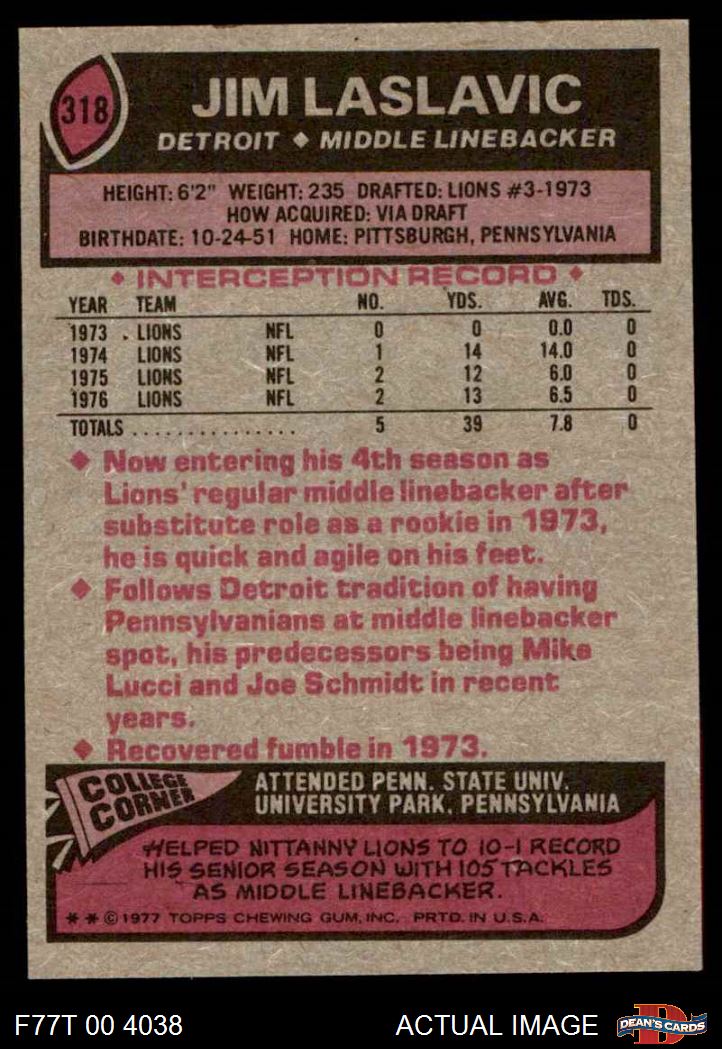 318
JIM LASLAVIC
DETROIT ◆ MIDDLE LINEBACKER
HEIGHT: 6'2" WEIGHT: 235 DRAFTED: LIONS #3-1973
HOW ACQUIRED: VIA DRAFT
BIRTHDATE: 10-24-51 HOME: PITTSBURGH, PENNSYLVANIA
◆ INTERCEPTION RECORD ◆
YEAR TEAM NO. YDS. AVG. TDS.
1973 LIONS NFL 0 0 0.0 0
1974 LIONS NFL 1 14 14.0 0
1975 LIONS NFL 2 12 6.0 0
1976 LIONS NFL 2 13 6.5 0
TOTALS ................ 5 39 7.8 0
◆ Now entering his 4th season as
Lions' regular middle linebacker after
substitute role as a rookie in 1973,
he is quick and agile on his feet.
◆ Follows Detroit tradition of having
Pennsylvanians at middle linebacker
spot, his predecessors being Mike
Lucci and Joe Schmidt in recent
years.
◆ Recovered fumble in 1973.
COLLEGE
CORNER
ATTENDED PENN. STATE UNIV.
UNIVERSITY PARK, PENNSYLVANIA
HELPED NITTANNY LIONS TO 10-1 RECORD
HIS SENIOR SEASON WITH 105 TACKLES
AS MIDDLE LINEBACKER.
* * © 1977 TOPPS CHEWING GUM, INC. PRTD. IN U.S.A.
F77T 00 4038 ACTUAL IMAGE
D
DEAN'S CARDS